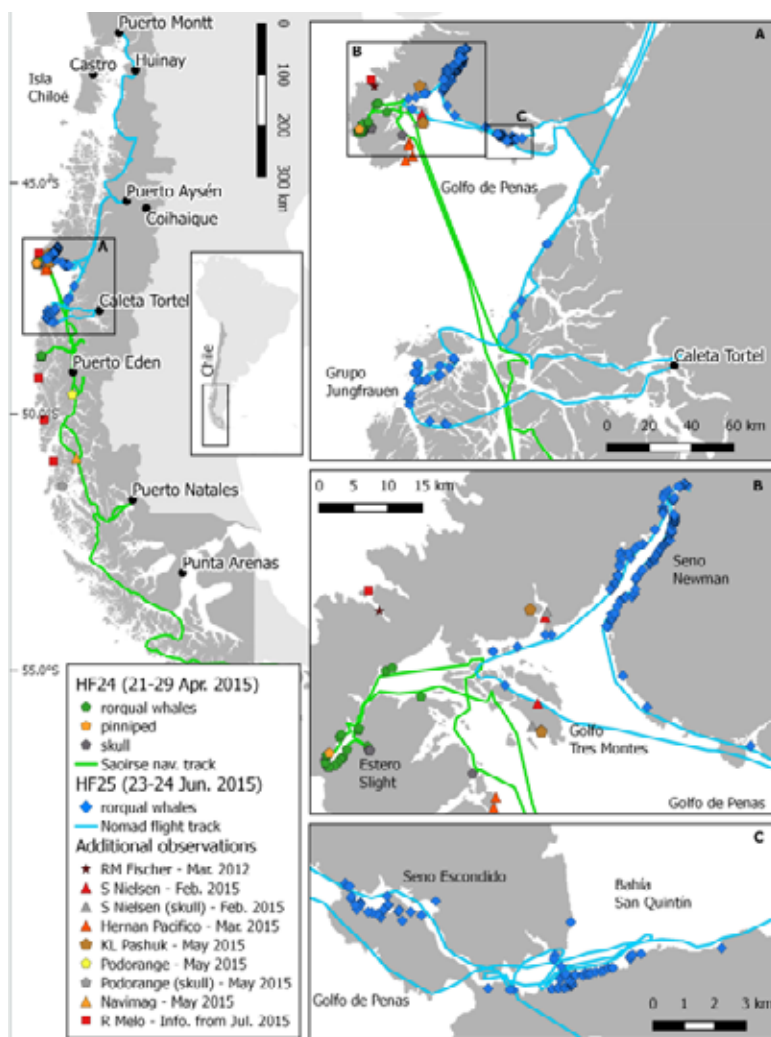 Puerto Montt
Castro
Huinay
Isla
Chiloé
0
100
200
300 km
45.0°S
Puerto Aysén
Coihaique
A
Caleta Tortel
Puerto Eden
50.0°S
Chile
Puerto Natales
Punta Arenas
55.0°S
HF24 (21-29 Apr. 2015)
rorqual whales
pinniped
skull
Saoirse nav. track
HF25 (23-24 Jun. 2015)
rorqual whales
Nomad flight track
Additional observations
RM Fischer - Mar. 2012
S Nielsen - Feb. 2015
S Nielsen (skull) - Feb. 2015
Hernan Pacifico - Mar. 2015
KL Pashuk - May 2015
Podorange - May 2015
Podorange (skull) - May 2015
Navimag - May 2015
R Melo - Info. from Jul. 2015
A
B
C
Golfo de Penas
Grupo
Jungfrauen
Caleta Tortel
0 20 40 60 km
B
0 5 10 15 km
Seno
Newman
Golfo
Tres Montes
Estero
Slight
Golfo de Penas
C
Seno Escondido
Bahía
San Quintín
Golfo de Penas
0 1 2 3 km